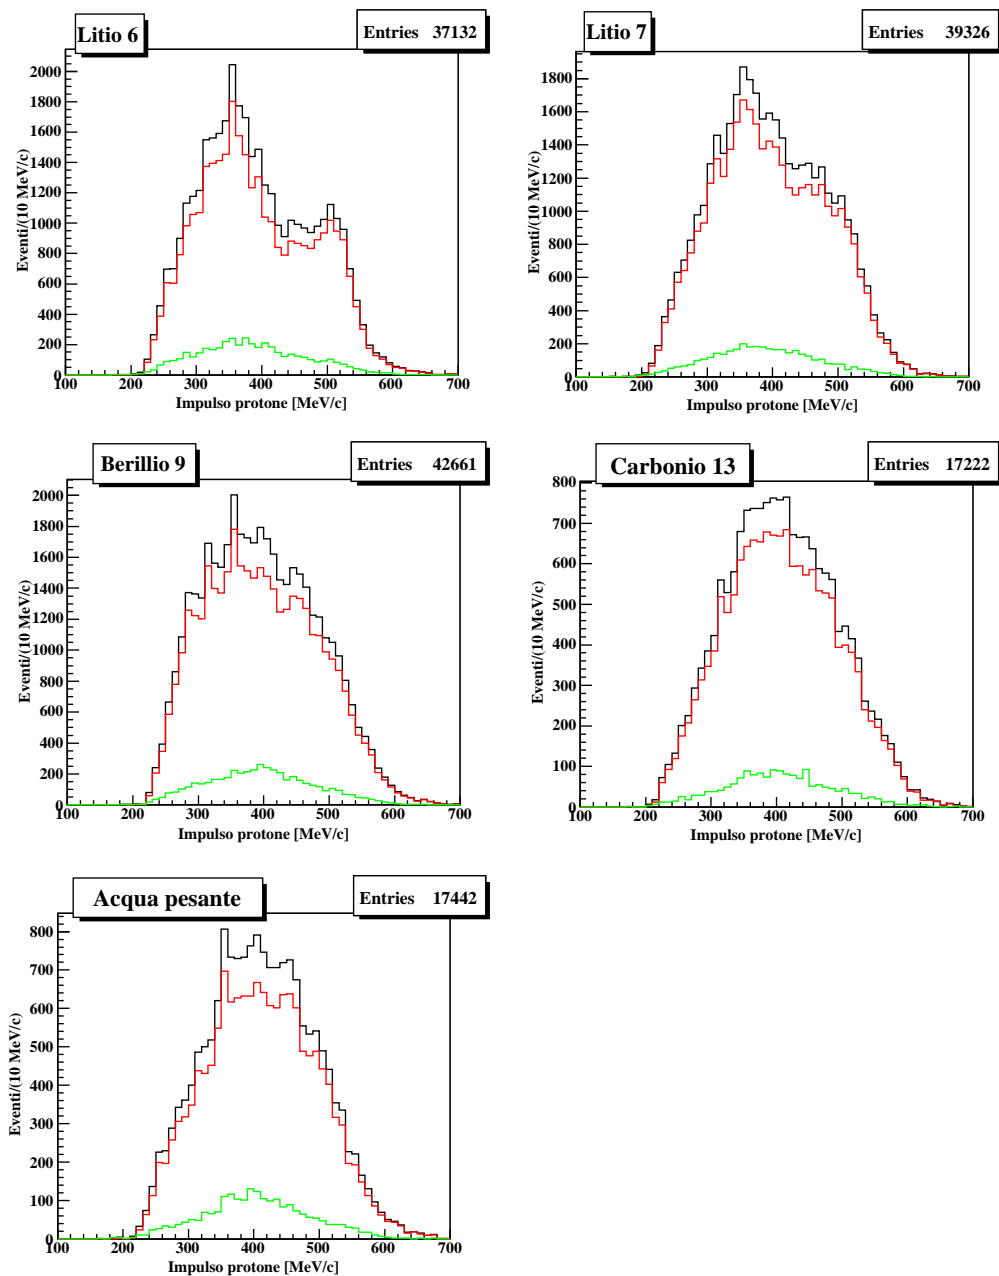 Litio 6
Entries 37132
Eventi/(10 MeV/c)
2000
1800
1600
1400
1200
1000
800
600
400
200
0
100 200 300 400 500 600 700
Impulso protone [MeV/c]
Litio 7
Entries 39326
Eventi/(10 MeV/c)
1800
1600
1400
1200
1000
800
600
400
200
0
100 200 300 400 500 600 700
Impulso protone [MeV/c]
Berillio 9
Entries 42661
Eventi/(10 MeV/c)
2000
1800
1600
1400
1200
1000
800
600
400
200
0
100 200 300 400 500 600 700
Impulso protone [MeV/c]
Carbonio 13
Entries 17222
Eventi/(10 MeV/c)
800
700
600
500
400
300
200
100
0
100 200 300 400 500 600 700
Impulso protone [MeV/c]
Acqua pesante
Entries 17442
Eventi/(10 MeV/c)
800
700
600
500
400
300
200
100
0
100 200 300 400 500 600 700
Impulso protone [MeV/c]